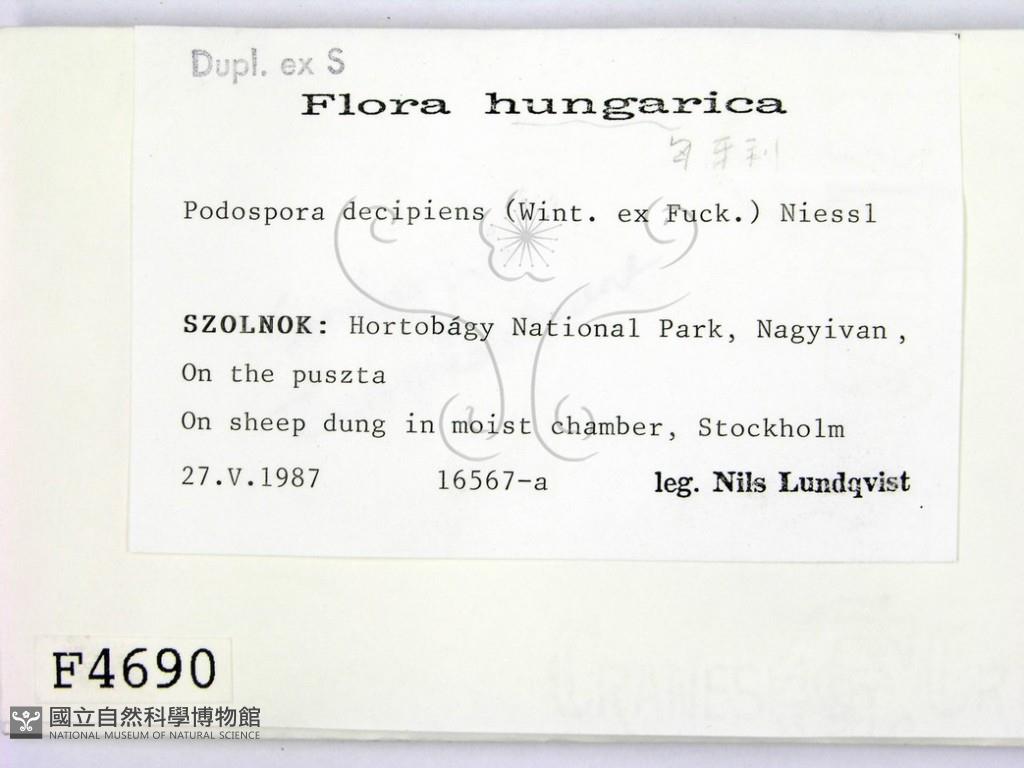 Dupl. ex S
Flora hungarica
匈牙利
Podospora decipiens (Wint. ex Fuck.) Niessl
SZOLNOK: Hortobágy National Park, Nagyivan,
On the puszta
On sheep dung in moist chamber, Stockholm
27.V.1987 16567-a leg. Nils Lundqvist
F4690
國立自然科學博物館
NATIONAL MUSEUM OF NATURAL SCIENCE